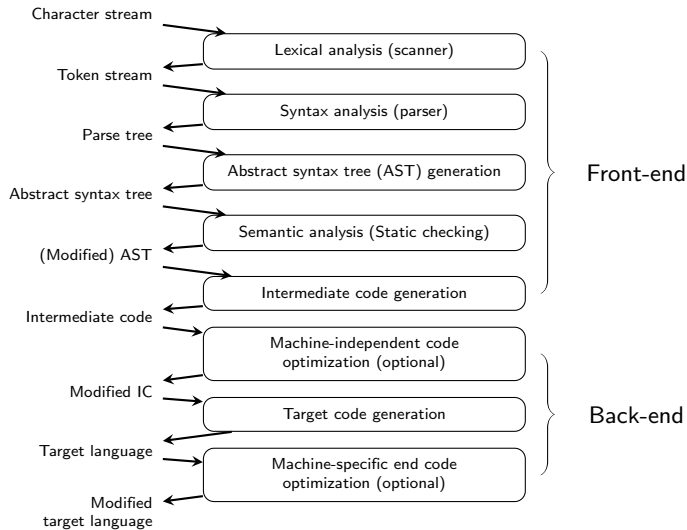 Character stream
Lexical analysis (scanner)
Token stream
Syntax analysis (parser)
Parse tree
Abstract syntax tree (AST) generation
Front-end
Abstract syntax tree
Semantic analysis (Static checking)
(Modified) AST
Intermediate code generation
Intermediate code
Machine-independent code
optimization (optional)
Modified IC
Target code generation
Back-end
Target language
Machine-specific end code
optimization (optional)
Modified
target language